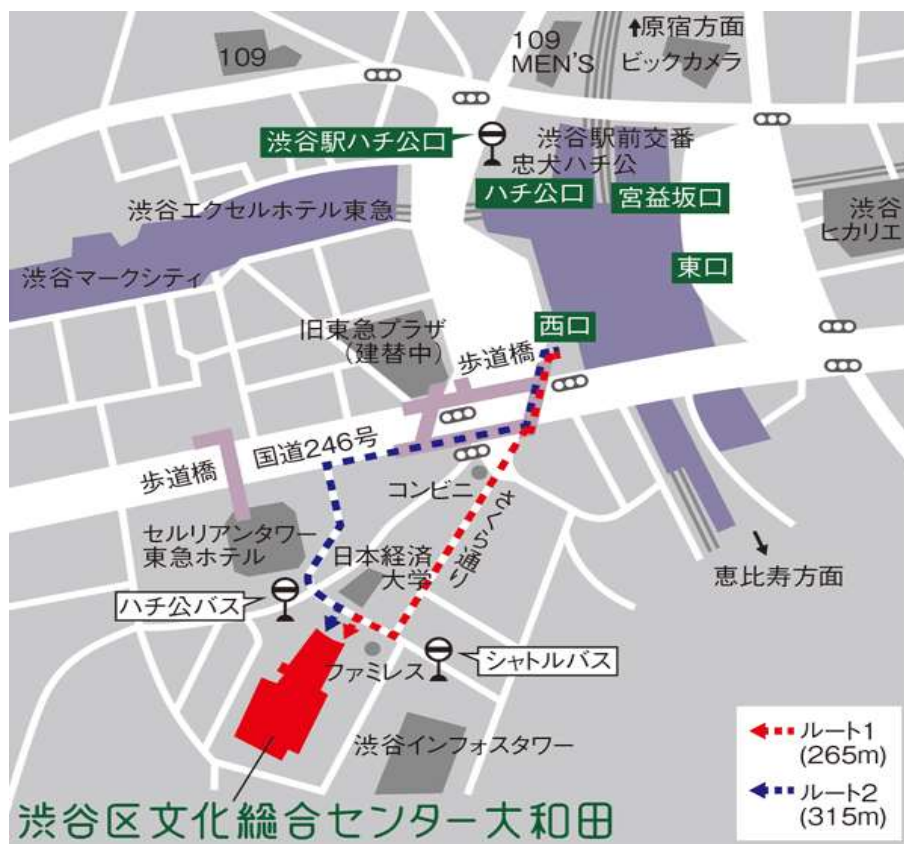 ↑原宿方面
109
109
MEN'S
ビックカメラ
渋谷駅ハチ公口
渋谷駅前交番
忠犬ハチ公
ハチ公口
宮益坂口
渋谷エクセルホテル東急
渋谷
ヒカリエ
渋谷マークシティ
東口
旧東急プラザ
(建替中)
西口
歩道橋
国道246号
歩道橋
コンビニ
さくら通り
セルリアンタワー
東急ホテル
日本経済
大学
恵比寿方面
ハチ公バス
ファミレス
シャトルバス
渋谷インフォスタワー
ルート1
(265m)
ルート2
(315m)
渋谷区文化総合センター大和田